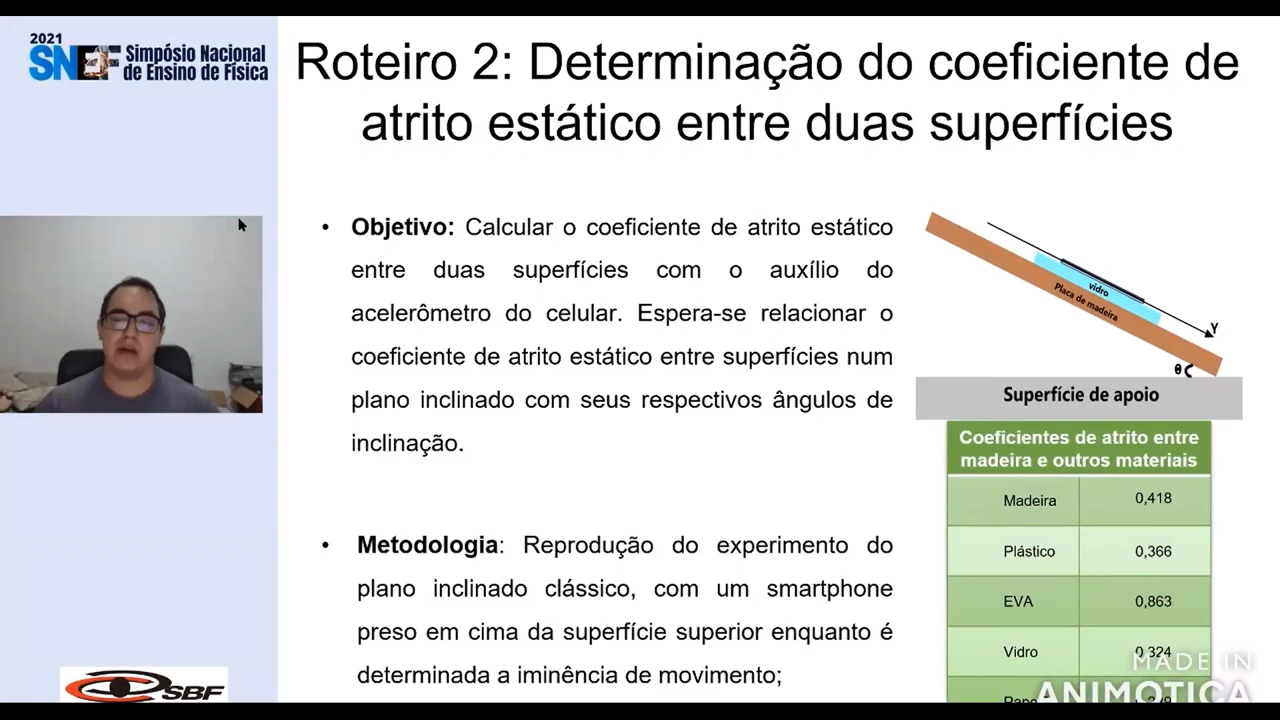 2021
SNEF Simpósio Nacional
de Ensino de Física
Roteiro 2: Determinação do coeficiente de
atrito estático entre duas superfícies
• Objetivo: Calcular o coeficiente de atrito estático
entre duas superfícies com o auxílio do
acelerômetro do celular. Espera-se relacionar o
coeficiente de atrito estático entre superfícies num
plano inclinado com seus respectivos ângulos de
inclinação.
• Metodologia: Reprodução do experimento do
plano inclinado clássico, com um smartphone
preso em cima da superfície superior enquanto é
determinada a iminência de movimento;
vidro
Placa de madeira
Y
θ
Superfície de apoio
Coeficientes de atrito entre
madeira e outros materiais
Madeira 0,418
Plástico 0,366
EVA 0,863
Vidro 0,324
SBF
MADE IN
ANIMOTICA